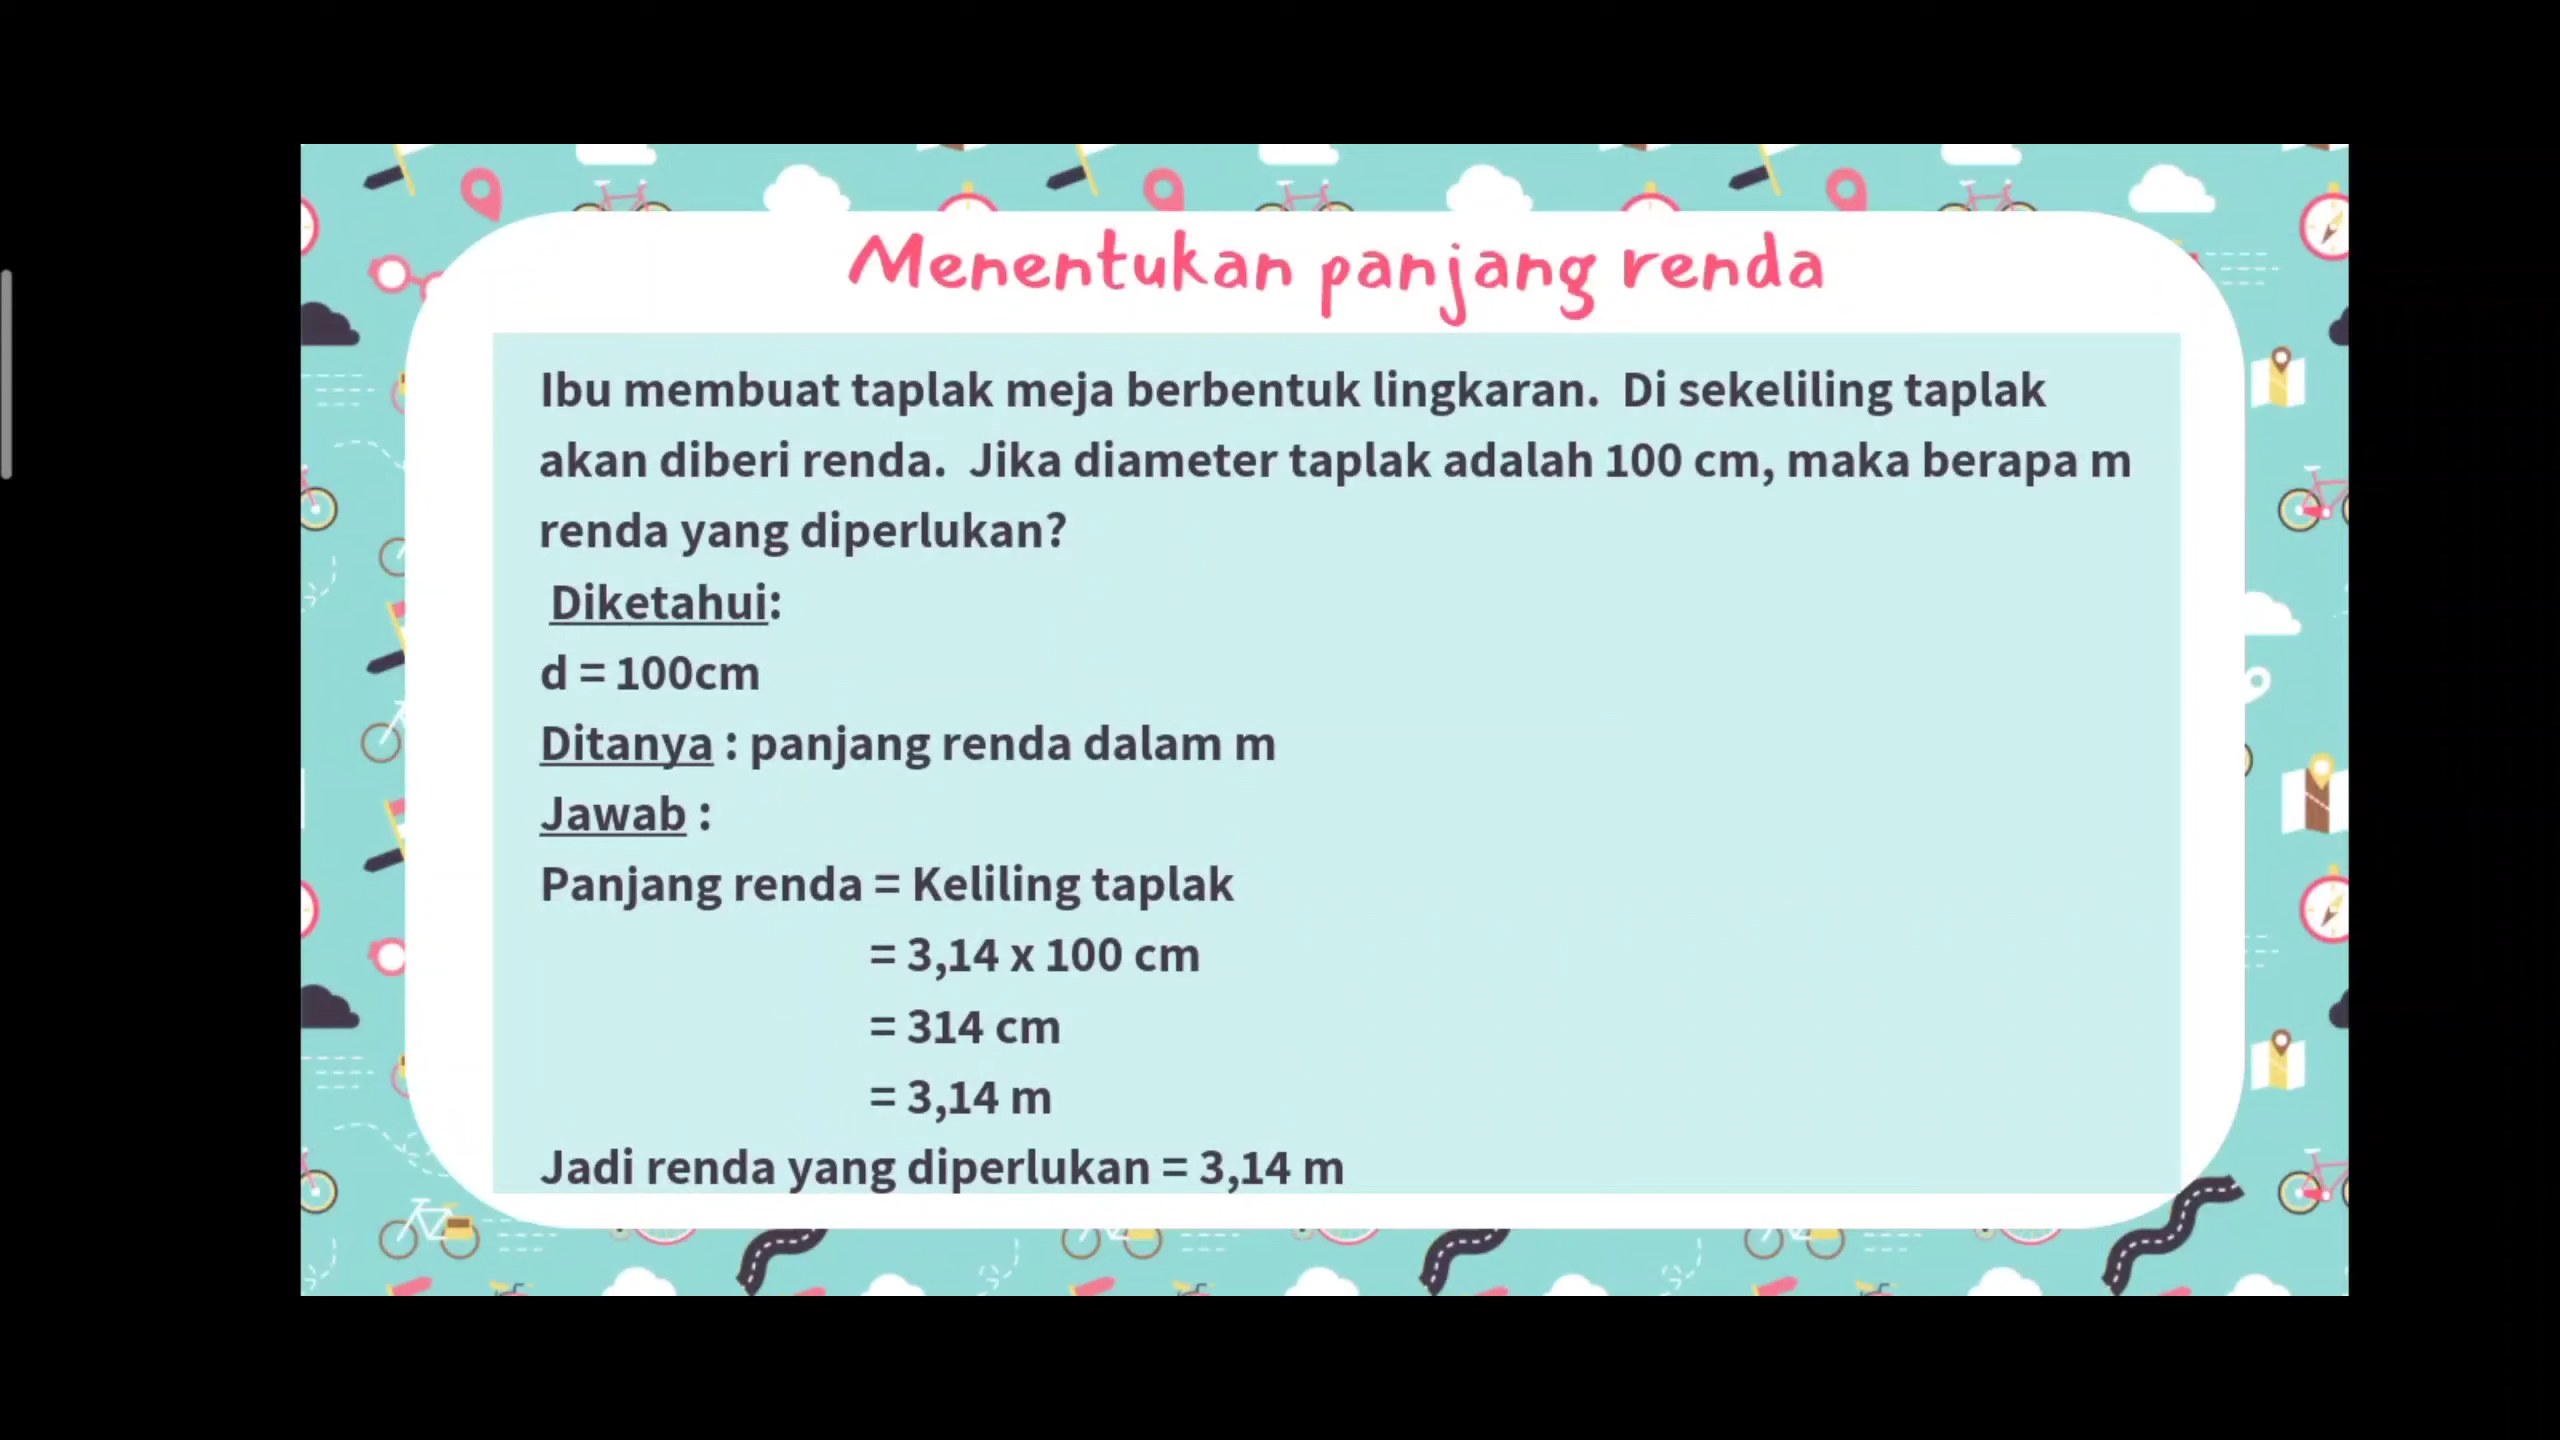 Menentukan panjang renda
Ibu membuat taplak meja berbentuk lingkaran. Di sekeliling taplak
akan diberi renda. Jika diameter taplak adalah 100 cm, maka berapa m
renda yang diperlukan?
Diketahui:
d = 100cm
Ditanya : panjang renda dalam m
Jawab :
Panjang renda = Keliling taplak
= 3,14 x 100 cm
= 314 cm
= 3,14 m
Jadi renda yang diperlukan = 3,14 m